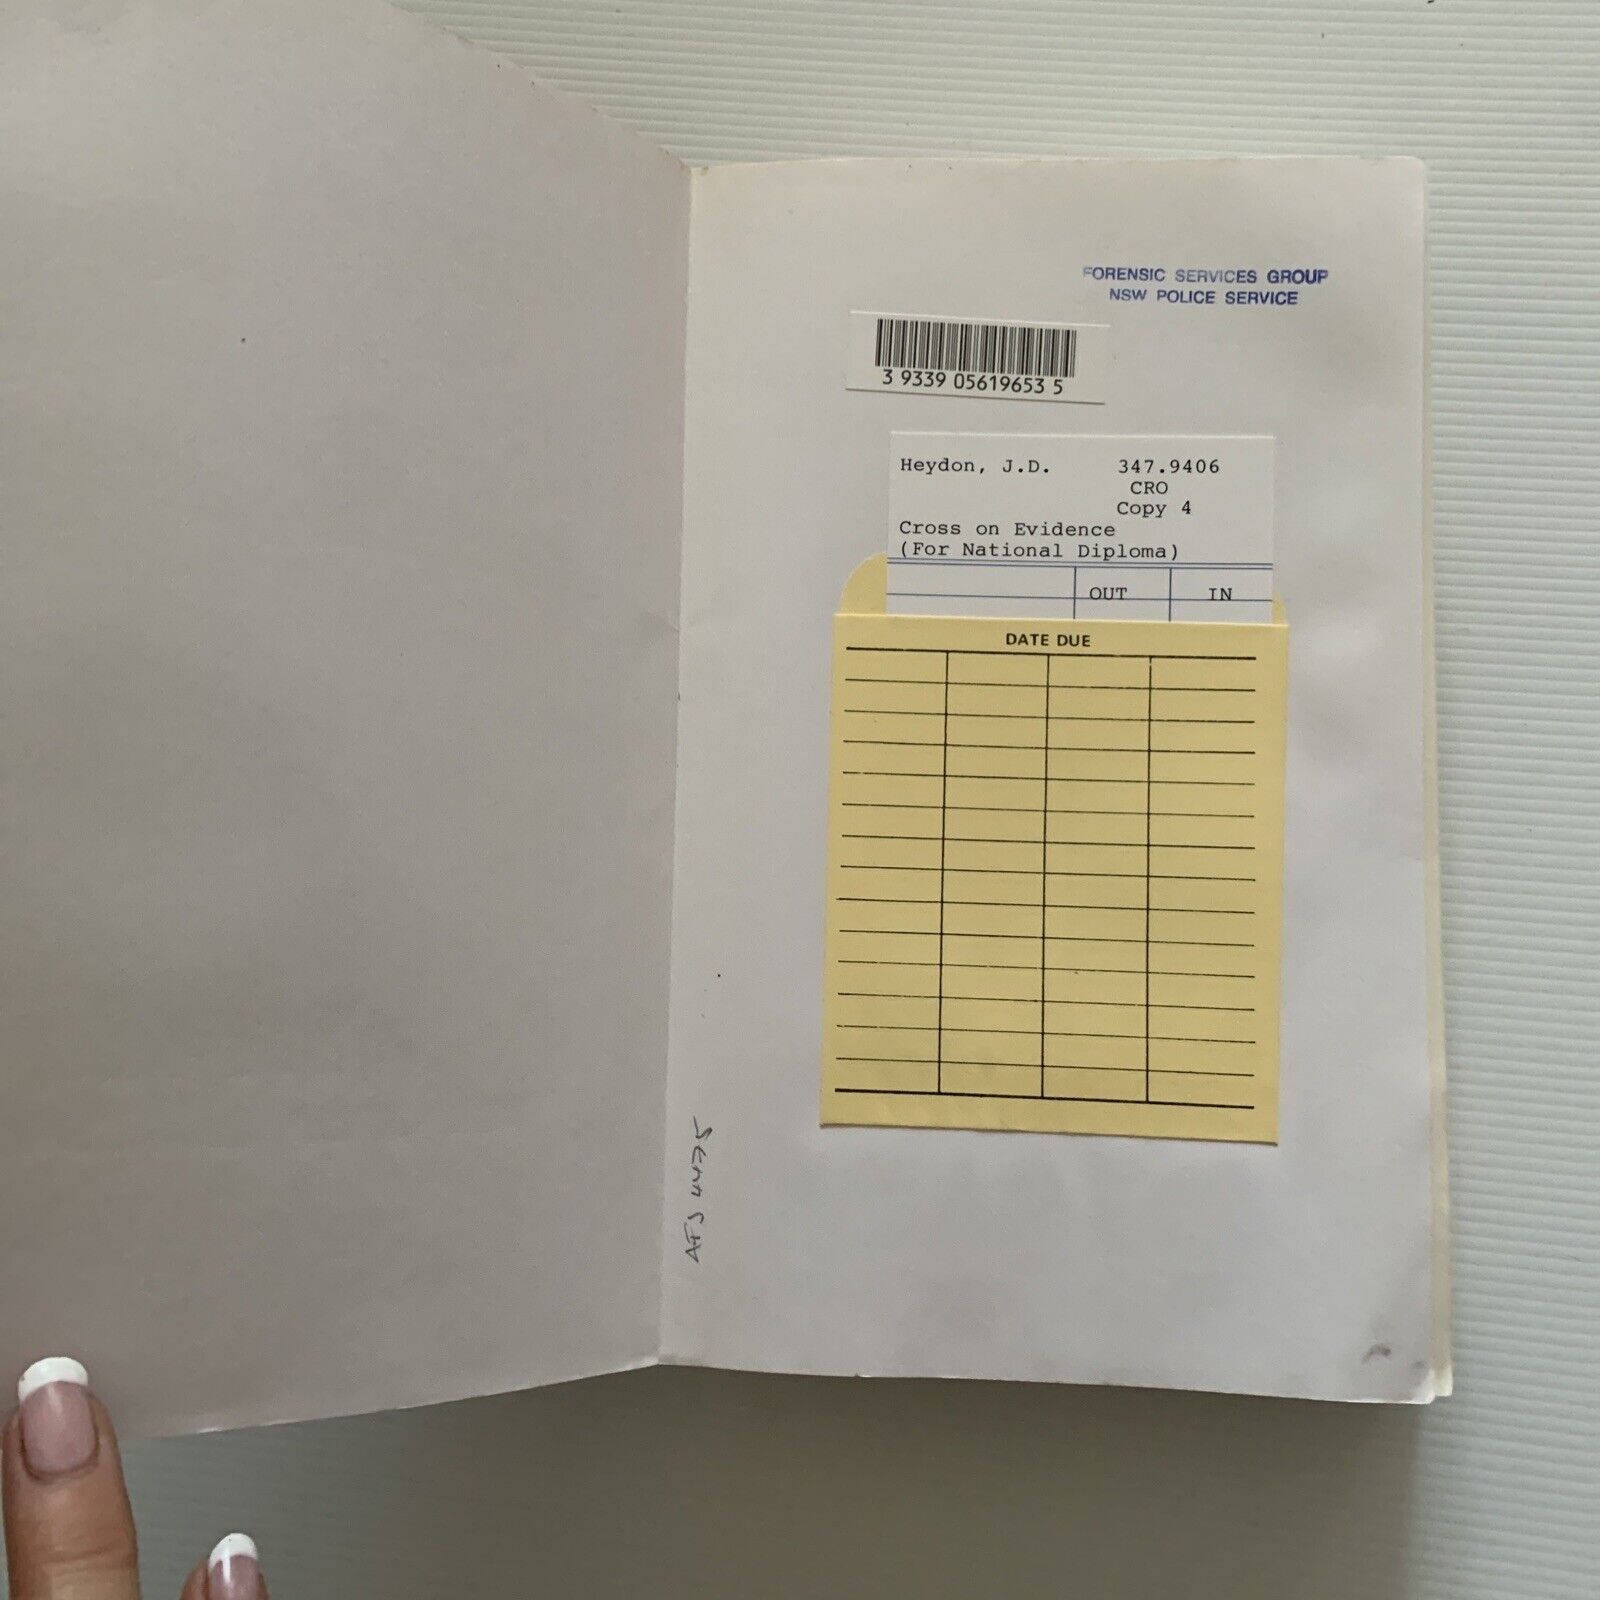 FORENSIC SERVICES GROUP
NSW POLICE SERVICE
3 9339 05619653 5
Heydon, J.D. 347.9406
CRO
Copy 4
Cross on Evidence
(For National Diploma)
OUT IN
DATE DUE